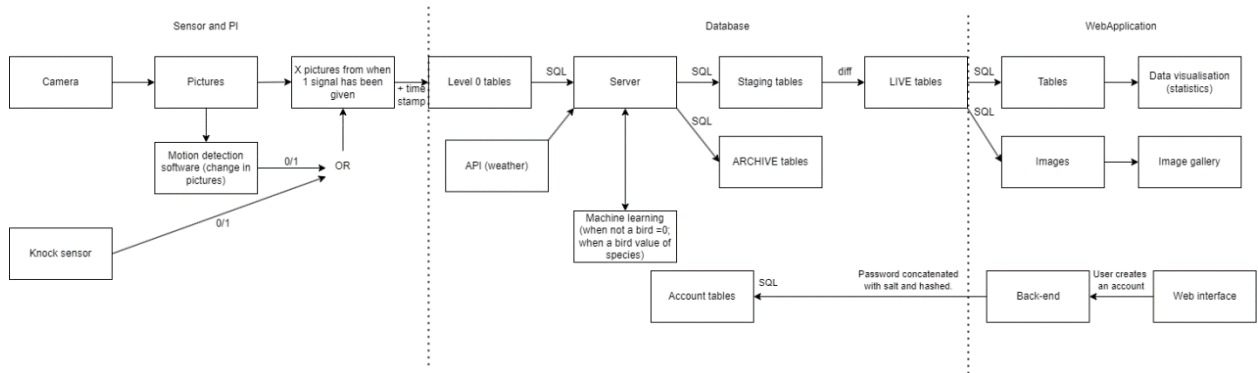 Sensor and PI
Database
WebApplication
Camera
Pictures
X pictures from when
1 signal has been
given
+ time
stamp
Level 0 tables
SQL
Server
SQL
Staging tables
diff
LIVE tables
SQL
Tables
Data visualisation
(statistics)
Motion detection
software (change in
pictures)
0/1
OR
API (weather)
SQL
ARCHIVE tables
Images
Image gallery
0/1
Knock sensor
Machine learning
(when not a bird =0;
when a bird value of
species)
Account tables
SQL
Password concatenated
with salt and hashed.
Back-end
User creates
an account
Web interface